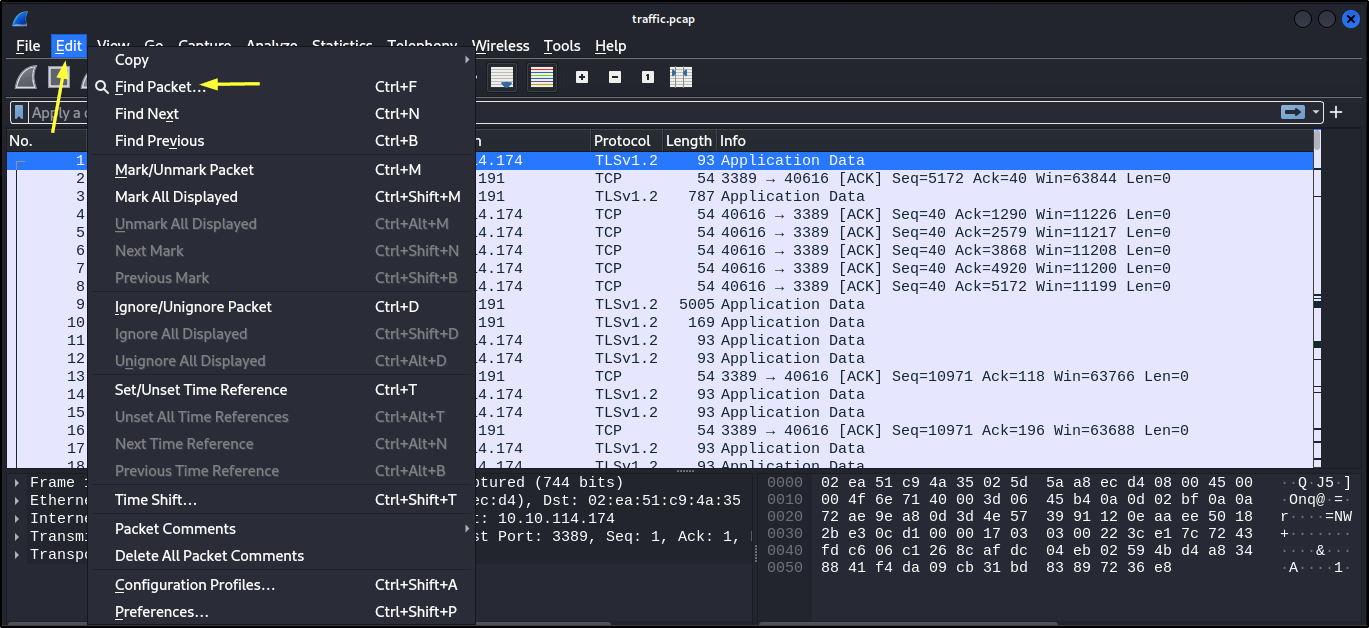 traffic.pcap
File Edit View Go Capture Analyze Statistics Telephony Wireless Tools Help
Copy
Find Packet... Ctrl+F
Find Next Ctrl+N
Find Previous Ctrl+B
Mark/Unmark Packet Ctrl+M
Mark All Displayed Ctrl+Shift+M
Unmark All Displayed Ctrl+Alt+M
Next Mark Ctrl+Shift+N
Previous Mark Ctrl+Shift+B
Ignore/Unignore Packet Ctrl+D
Ignore All Displayed Ctrl+Shift+D
Unignore All Displayed Ctrl+Alt+D
Set/Unset Time Reference Ctrl+T
Unset All Time References Ctrl+Alt+T
Next Time Reference Ctrl+Alt+N
Previous Time Reference Ctrl+Alt+B
Time Shift... Ctrl+Shift+T
Packet Comments
Delete All Packet Comments
Configuration Profiles... Ctrl+Shift+A
Preferences... Ctrl+Shift+P
Apply a
No. Protocol Length Info
1 4.174 TLSv1.2 93 Application Data
2 191 TCP 54 3389 → 40616 [ACK] Seq=5172 Ack=40 Win=63844 Len=0
3 191 TLSv1.2 787 Application Data
4 4.174 TCP 54 40616 → 3389 [ACK] Seq=40 Ack=1290 Win=11226 Len=0
5 4.174 TCP 54 40616 → 3389 [ACK] Seq=40 Ack=2579 Win=11217 Len=0
6 4.174 TCP 54 40616 → 3389 [ACK] Seq=40 Ack=3868 Win=11208 Len=0
7 4.174 TCP 54 40616 → 3389 [ACK] Seq=40 Ack=4920 Win=11200 Len=0
8 4.174 TCP 54 40616 → 3389 [ACK] Seq=40 Ack=5172 Win=11199 Len=0
9 191 TLSv1.2 5005 Application Data
10 191 TLSv1.2 169 Application Data
11 4.174 TLSv1.2 93 Application Data
12 4.174 TLSv1.2 93 Application Data
13 191 TCP 54 3389 → 40616 [ACK] Seq=10971 Ack=118 Win=63766 Len=0
14 4.174 TLSv1.2 93 Application Data
15 4.174 TLSv1.2 93 Application Data
16 191 TCP 54 3389 → 40616 [ACK] Seq=10971 Ack=196 Win=63688 Len=0
17 4.174 TLSv1.2 93 Application Data
18 4.174 TLSv1.2 93 Application Data
Frame ptured (744 bits)
Etherne ec:d4), Dst: 02:ea:51:c9:4a:35
Interne t: 10.10.114.174
Transmi st Port: 3389, Seq: 1, Ack: 1,
Transpo
0000 02 ea 51 c9 4a 35 02 5d 5a a8 ec d4 08 00 45 00 ··Q·J5·]
0010 00 4f 6e 71 40 00 3d 06 45 b4 0a 0d 02 bf 0a 0a ·Onq@·=·
0020 72 ae 9e a8 0d 3d 4e 57 39 91 12 0e aa ee 50 18 r····=NW
0030 2b e3 0c d1 00 00 17 03 03 00 22 3c e1 7c 72 43 +·······
0040 fd c6 06 c1 26 8c af dc 04 eb 02 59 4b d4 a8 34 ····&···
0050 88 41 f4 da 09 cb 31 bd 83 89 72 36 e8 ·A····1·